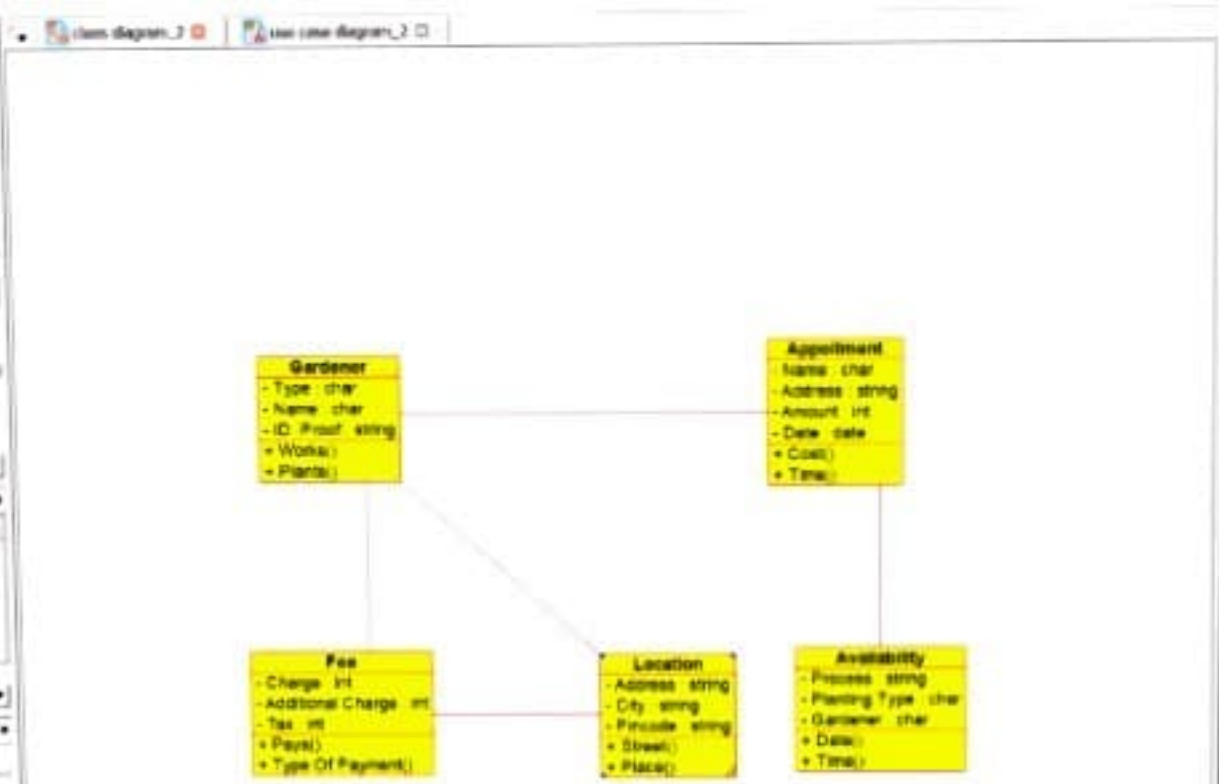 class diagram_2
use case diagram_2
Gardener
- Type char
- Name char
- ID Proof string
+ Works()
+ Plants()
Appoitment
Name char
- Address string
- Amount int
- Date date
+ Cost()
+ Time()
Fee
- Charge int
- Additional Charge int
- Tax int
+ Pays()
+ Type Of Payment()
Location
- Address string
- City string
- Pincode string
+ Street()
+ Place()
Availability
- Process string
- Planting Type char
- Gardener char
+ Date()
+ Time()